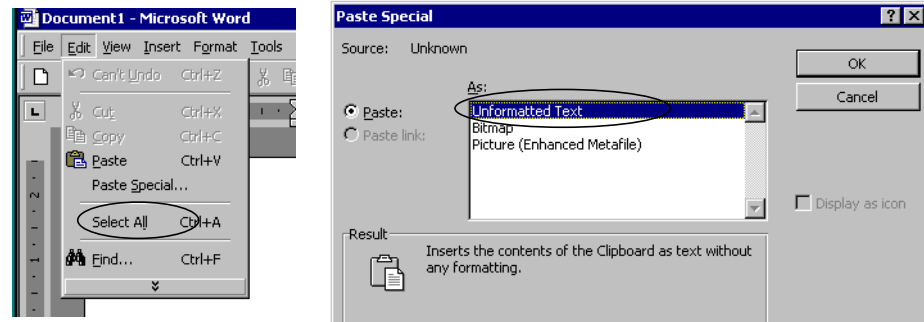 Document1 - Microsoft Word
File Edit View Insert Format Tools
Can't Undo Ctrl+Z
Cut Ctrl+X
Copy Ctrl+C
Paste Ctrl+V
Paste Special...
Select All Ctrl+A
Find... Ctrl+F
L
2
1
Paste Special
Source: Unknown
As:
Paste:
Paste link:
Unformatted Text
Bitmap
Picture (Enhanced Metafile)
OK
Cancel
Display as icon
Result
Inserts the contents of the Clipboard as text without
any formatting.